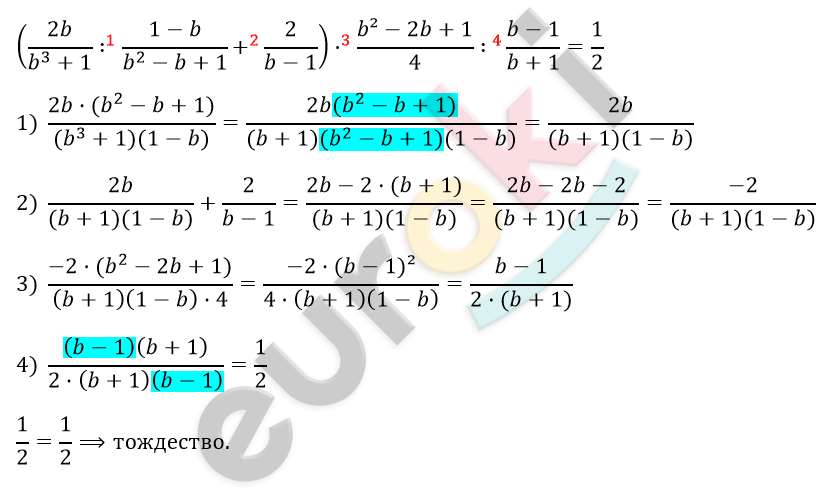 (2b/(b³ + 1) :¹ (1 − b)/(b² − b + 1) +² 2/(b − 1)) ·³ (b² − 2b + 1)/4 :⁴ (b − 1)/(b + 1) = 1/2
1) (2b · (b² − b + 1))/((b³ + 1)(1 − b)) = (2b(b² − b + 1))/((b + 1)(b² − b + 1)(1 − b)) = 2b/((b + 1)(1 − b))
2) 2b/((b + 1)(1 − b)) + 2/(b − 1) = (2b − 2 · (b + 1))/((b + 1)(1 − b)) = (2b − 2b − 2)/((b + 1)(1 − b)) = −2/((b + 1)(1 − b))
3) (−2 · (b² − 2b + 1))/((b + 1)(1 − b) · 4) = (−2 · (b − 1)²)/(4 · (b + 1)(1 − b)) = (b − 1)/(2 · (b + 1))
4) ((b − 1)(b + 1))/(2 · (b + 1)(b − 1)) = 1/2
1/2 = 1/2 ⟹ тождество.
euroki